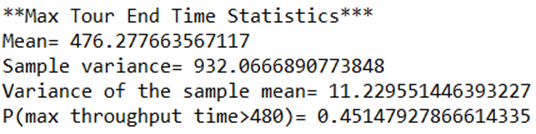 **Max Tour End Time Statistics***
Mean= 476.277663567117
Sample variance= 932.0666890773848
Variance of the sample mean= 11.229551446393227
P(max throughput time>480)= 0.45147927866614335